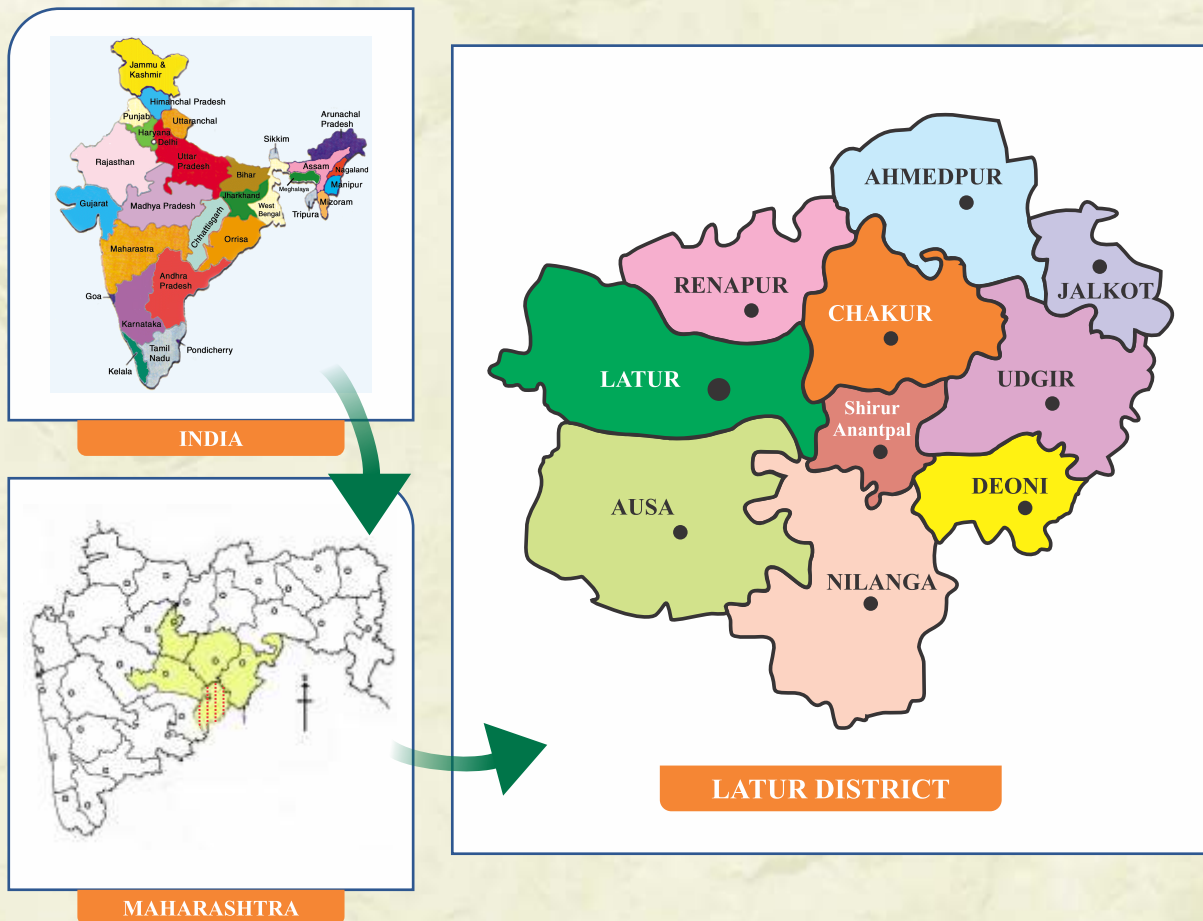 Jammu &
Kashmir
Himanchal Pradesh
Punjab
Uttaranchal
Haryana
Delhi
Arunachal
Pradesh
Sikkim
Rajasthan
Uttar
Pradesh
Assam
Nagaland
Bihar
Meghalaya
Manipur
Gujarat
Madhya Pradesh
Jharkhand
West
Bengal
Tripura
Mizoram
Chhattisgarh
Orrisa
Maharastra
Andhra
Pradesh
Goa
Karnataka
Tamil
Nadu
Pondicherry
Kelala
INDIA
MAHARASHTRA
AHMEDPUR
JALKOT
RENAPUR
CHAKUR
LATUR
UDGIR
Shirur
Anantpal
DEONI
AUSA
NILANGA
LATUR DISTRICT